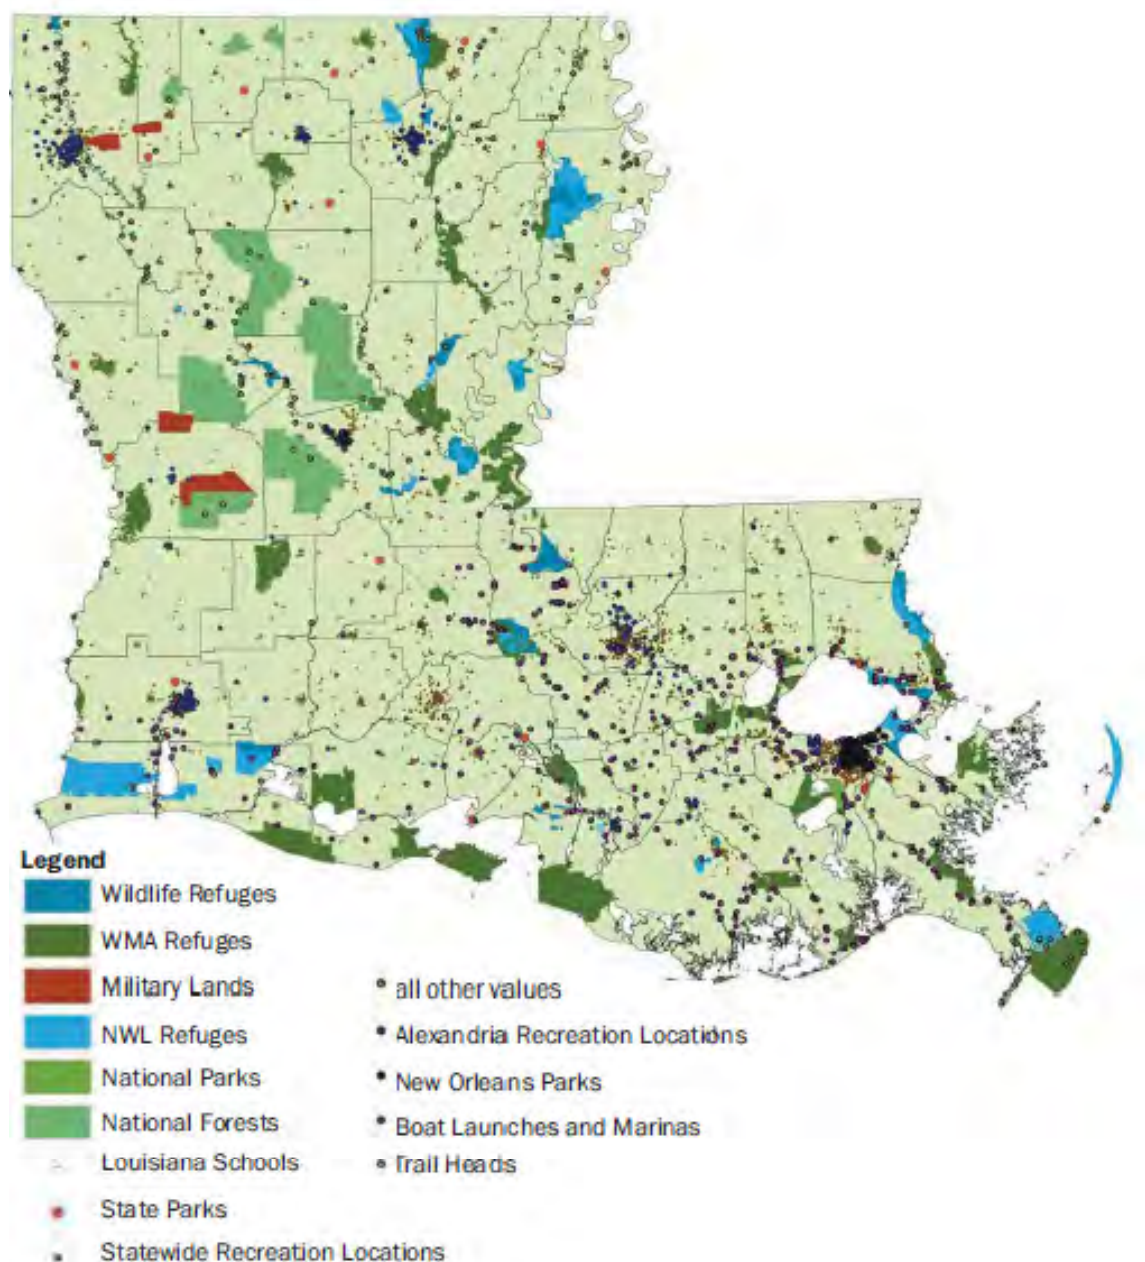 Legend
Wildlife Refuges
WMA Refuges
Military Lands
NWL Refuges
National Parks
National Forests
Louisiana Schools
State Parks
Statewide Recreation Locations
all other values
Alexandria Recreation Locations
New Orleans Parks
Boat Launches and Marinas
Trail Heads